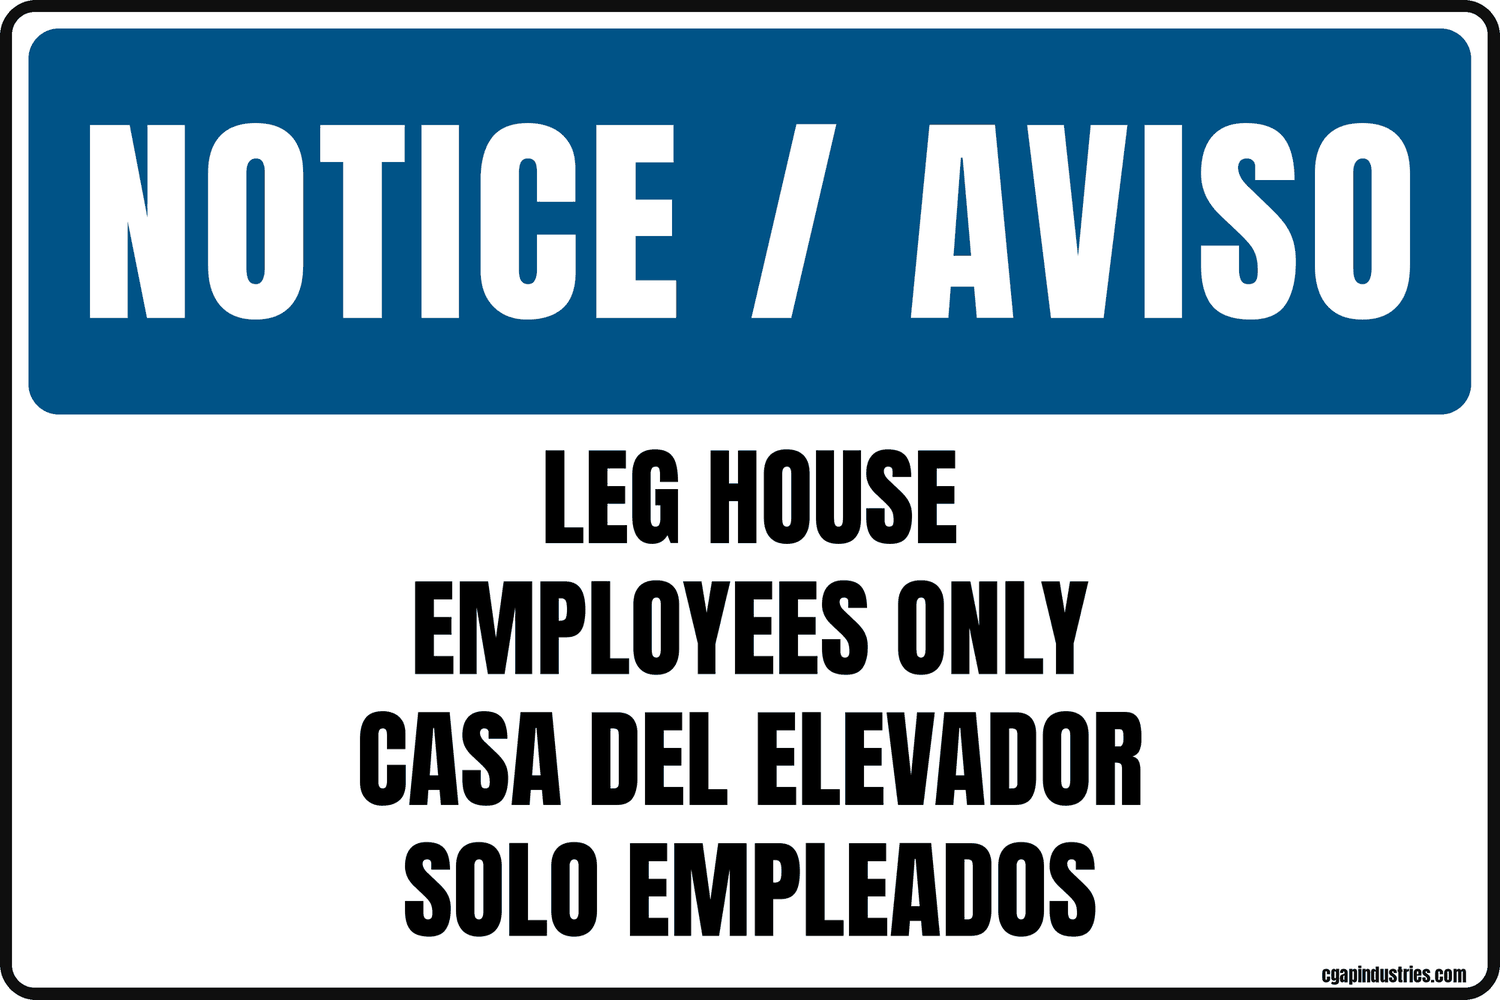 NOTICE / AVISO
LEG HOUSE
EMPLOYEES ONLY
CASA DEL ELEVADOR
SOLO EMPLEADOS
cgapindustries.com